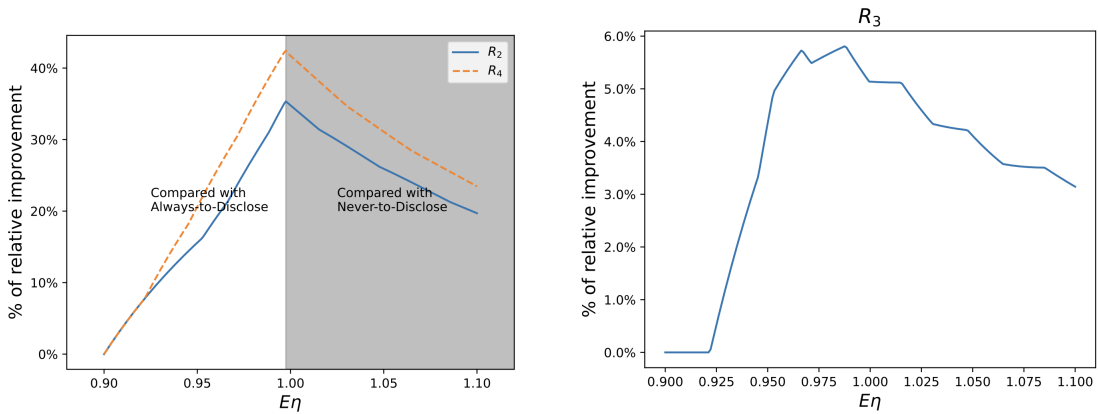 % of relative improvement
40%
30%
20%
10%
0%
R2
R4
Compared with
Always-to-Disclose
Compared with
Never-to-Disclose
0.90
0.95
1.00
1.05
1.10
Eη
R3
% of relative improvement
6.0%
5.0%
4.0%
3.0%
2.0%
1.0%
0.0%
0.900
0.925
0.950
0.975
1.000
1.025
1.050
1.075
1.100
Eη